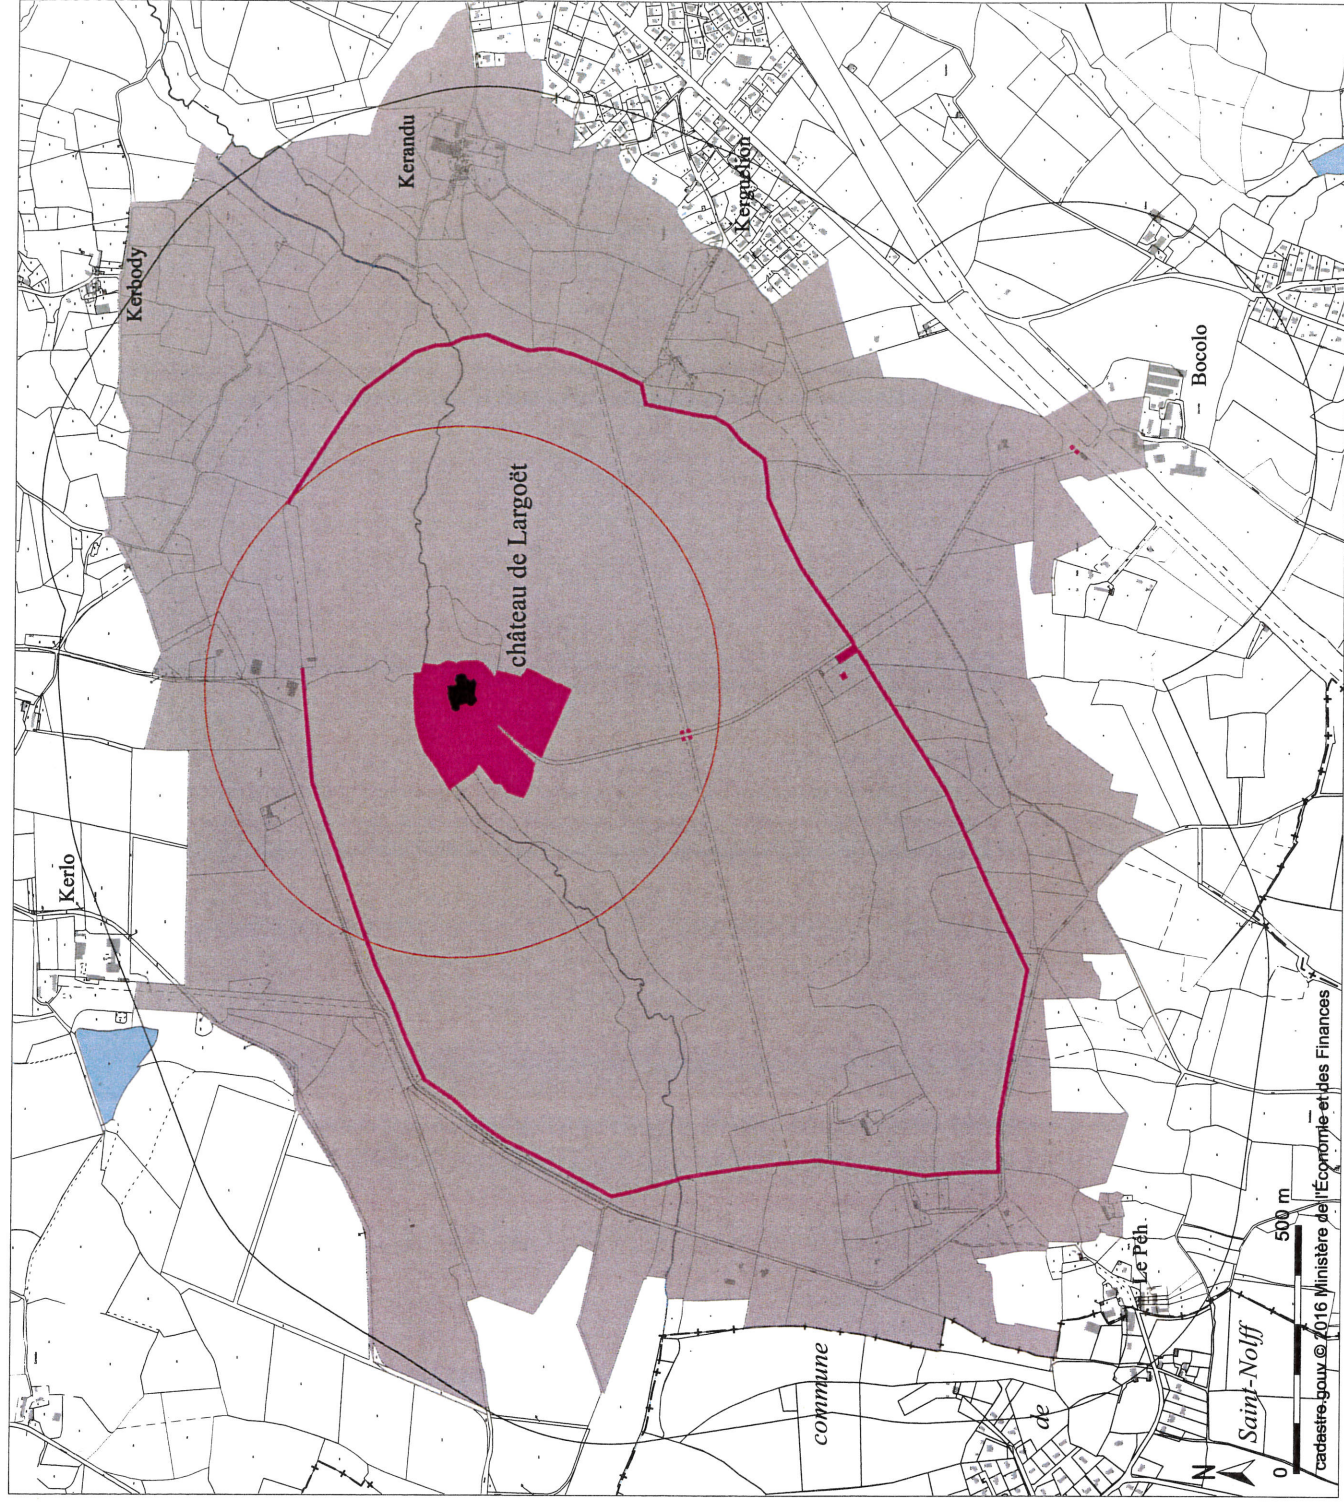 Kerlo
Kerbody
Kerandu
Kerguelion
château de Largoët
Bocolo
Le Péh
commune
de
Saint-Nolff
N
0 500 m
cadastre.gouv © 2016 Ministère de l'Économie et des Finances